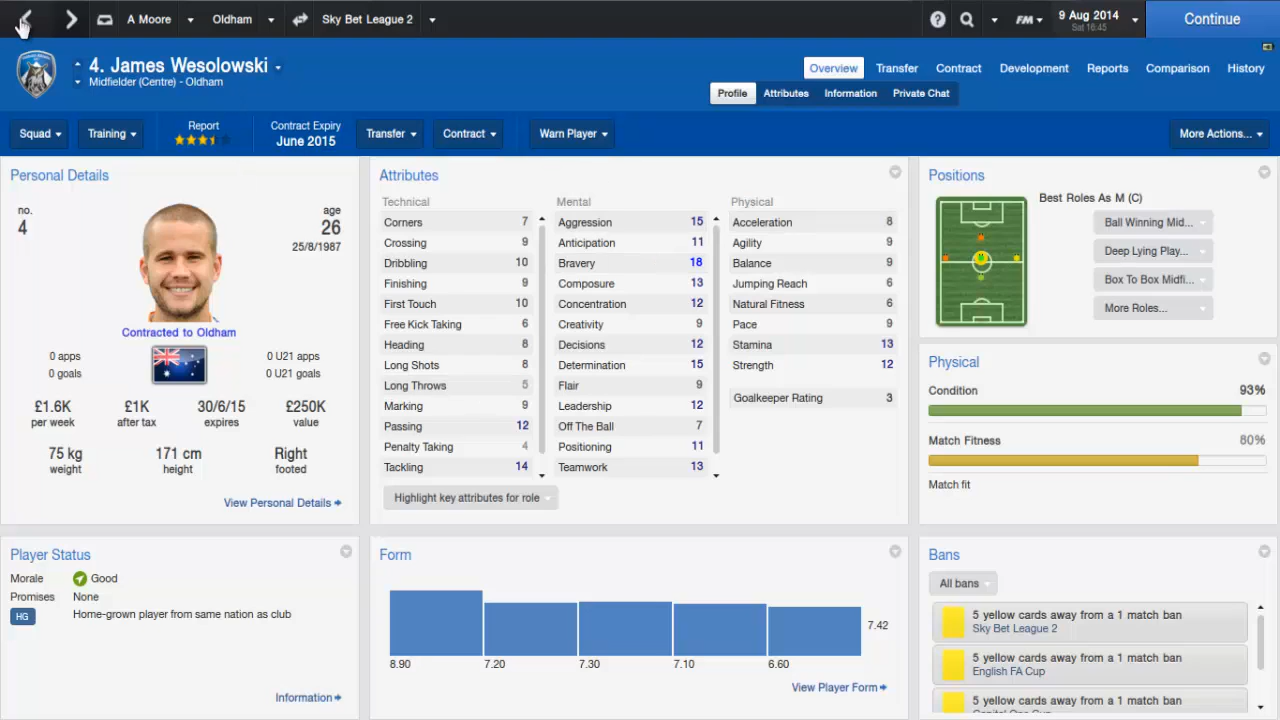 A Moore
Oldham
Sky Bet League 2
?
FM
9 Aug 2014
Sat 16:45
Continue
4. James Wesolowski
Midfielder (Centre) - Oldham
Overview Transfer Contract Development Reports Comparison History
Profile Attributes Information Private Chat
Squad
Training
Report
Contract Expiry
June 2015
Transfer
Contract
Warn Player
More Actions...
Personal Details
no.
4
age
26
25/8/1987
Contracted to Oldham
0 apps
0 goals
0 U21 apps
0 U21 goals
£1.6K per week
£1K after tax
30/6/15 expires
£250K value
75 kg weight
171 cm height
Right footed
View Personal Details
Attributes
Technical
Corners 7
Crossing 9
Dribbling 10
Finishing 9
First Touch 10
Free Kick Taking 6
Heading 8
Long Shots 8
Long Throws 5
Marking 9
Passing 12
Penalty Taking 4
Tackling 14
Mental
Aggression 15
Anticipation 11
Bravery 18
Composure 13
Concentration 12
Creativity 9
Decisions 12
Determination 15
Flair 9
Leadership 12
Off The Ball 7
Positioning 11
Teamwork 13
Physical
Acceleration 8
Agility 9
Balance 9
Jumping Reach 6
Natural Fitness 6
Pace 9
Stamina 13
Strength 12
Goalkeeper Rating 3
Highlight key attributes for role
Positions
Best Roles As M (C)
Ball Winning Mid...
Deep Lying Play...
Box To Box Midfi...
More Roles...
Physical
Condition 93%
Match Fitness 80%
Match fit
Player Status
Morale Good
Promises None
HG Home-grown player from same nation as club
Information
Form
7.42
8.90 7.20 7.30 7.10 6.60
View Player Form
Bans
All bans
5 yellow cards away from a 1 match ban
Sky Bet League 2
5 yellow cards away from a 1 match ban
English FA Cup
5 yellow cards away from a 1 match ban